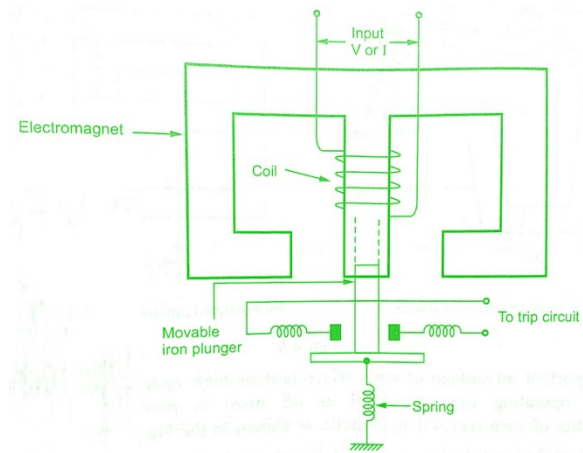 Input
V or I
Electromagnet
Coil
To trip circuit
Movable
iron plunger
Spring